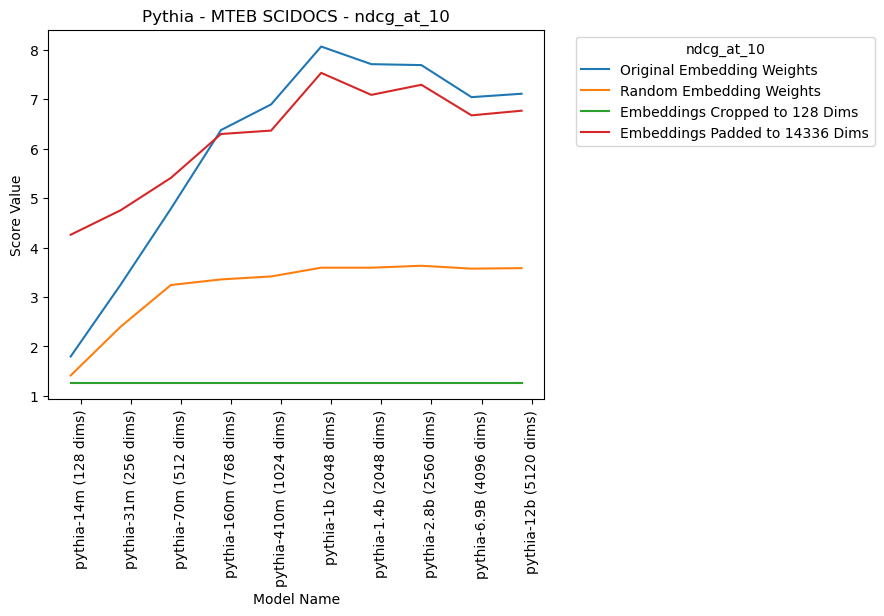 Pythia - MTEB SCIDOCS - ndcg_at_10
ndcg_at_10
Original Embedding Weights
Random Embedding Weights
Embeddings Cropped to 128 Dims
Embeddings Padded to 14336 Dims
Score Value
8
7
6
5
4
3
2
1
pythia-14m (128 dims)
pythia-31m (256 dims)
pythia-70m (512 dims)
pythia-160m (768 dims)
pythia-410m (1024 dims)
pythia-1b (2048 dims)
pythia-1.4b (2048 dims)
pythia-2.8b (2560 dims)
pythia-6.9B (4096 dims)
pythia-12b (5120 dims)
Model Name